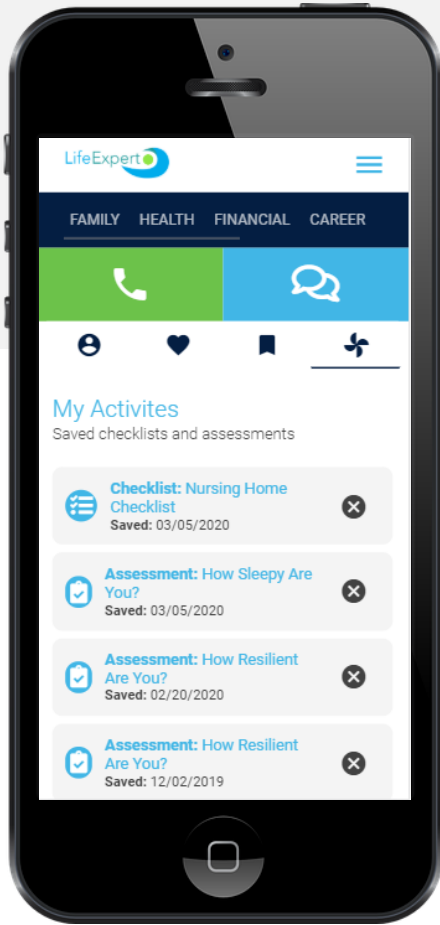 LifeExpert
FAMILY HEALTH FINANCIAL CAREER
My Activites
Saved checklists and assessments
Checklist: Nursing Home
Checklist
Saved: 03/05/2020
Assessment: How Sleepy Are
You?
Saved: 03/05/2020
Assessment: How Resilient
Are You?
Saved: 02/20/2020
Assessment: How Resilient
Are You?
Saved: 12/02/2019